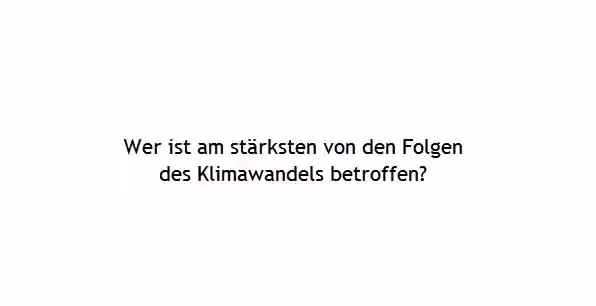 Wer ist am stärksten von den Folgen
des Klimawandels betroffen?